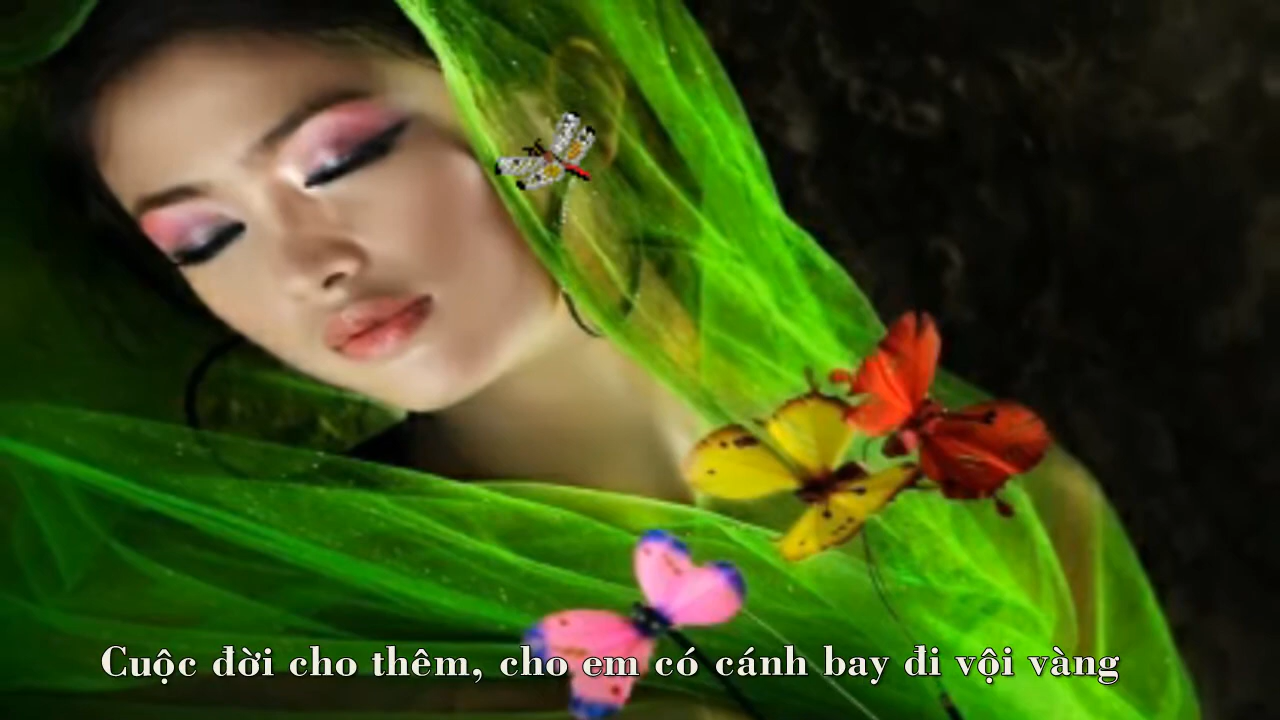 Cuộc đời cho thêm, cho em có cánh bay đi vội vàng